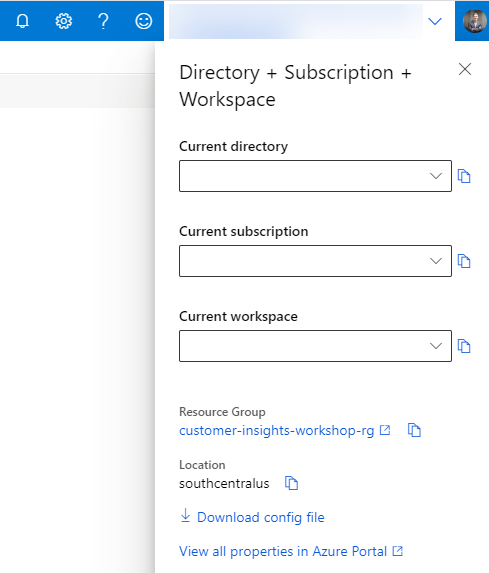 Directory + Subscription +
Workspace
Current directory
Current subscription
Current workspace
Resource Group
customer-insights-workshop-rg
Location
southcentralus
Download config file
View all properties in Azure Portal